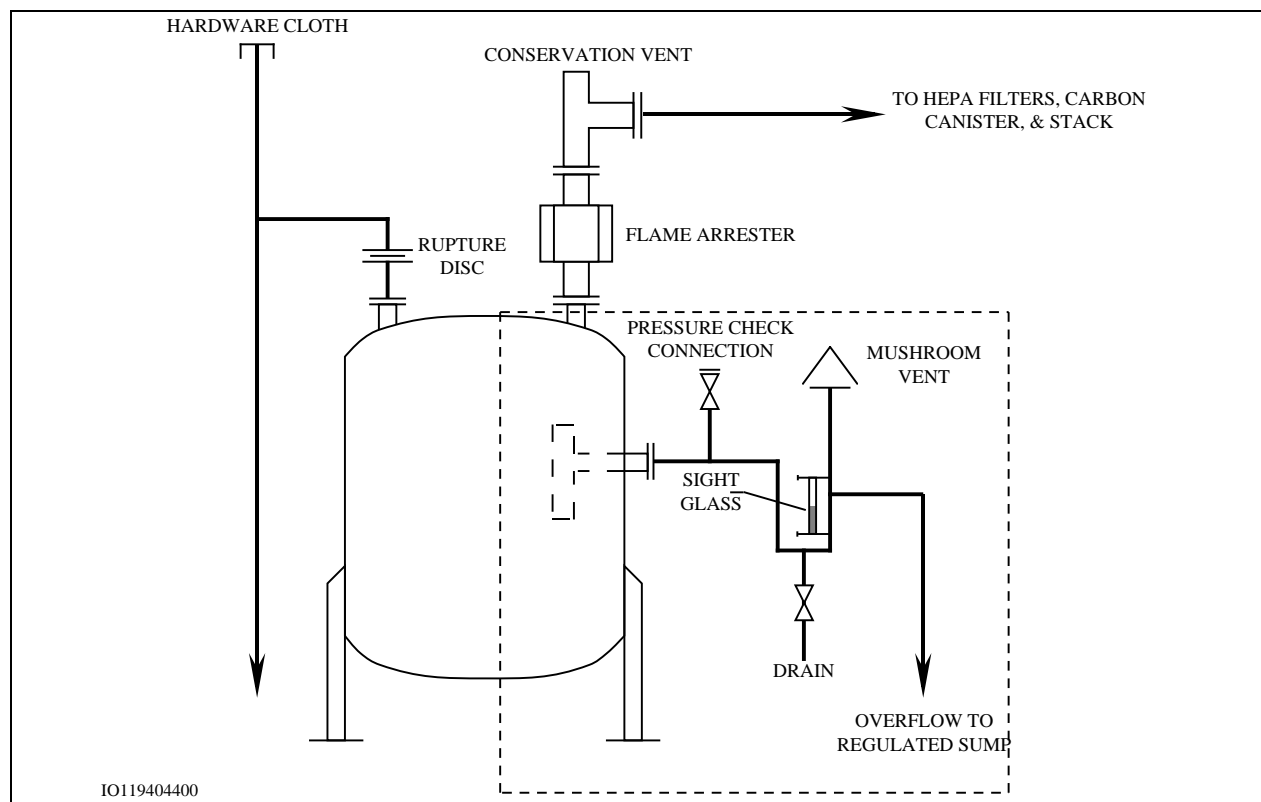 HARDWARE CLOTH
CONSERVATION VENT
TO HEPA FILTERS, CARBON
CANISTER, & STACK
FLAME ARRESTER
RUPTURE
DISC
PRESSURE CHECK
CONNECTION
MUSHROOM
VENT
SIGHT
GLASS
DRAIN
OVERFLOW TO
REGULATED SUMP
IO119404400